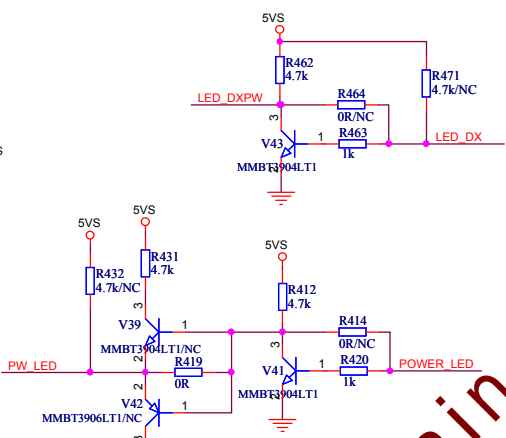 5VS
R462
4.7k
R471
4.7k/NC
LED_DXPW
R464
0R/NC
3
V43
1
R463
1k
LED_DX
2
MMBT3904LT1
5VS
5VS
5VS
R432
4.7k/NC
R431
4.7k
R412
4.7k
3
V39
1
MMBT3904LT1/NC
R414
0R/NC
3
PW_LED
2
R419
0R
V41
1
R420
1k
POWER_LED
2
MMBT3904LT1
2
V42
1
MMBT3906LT1/NC
in